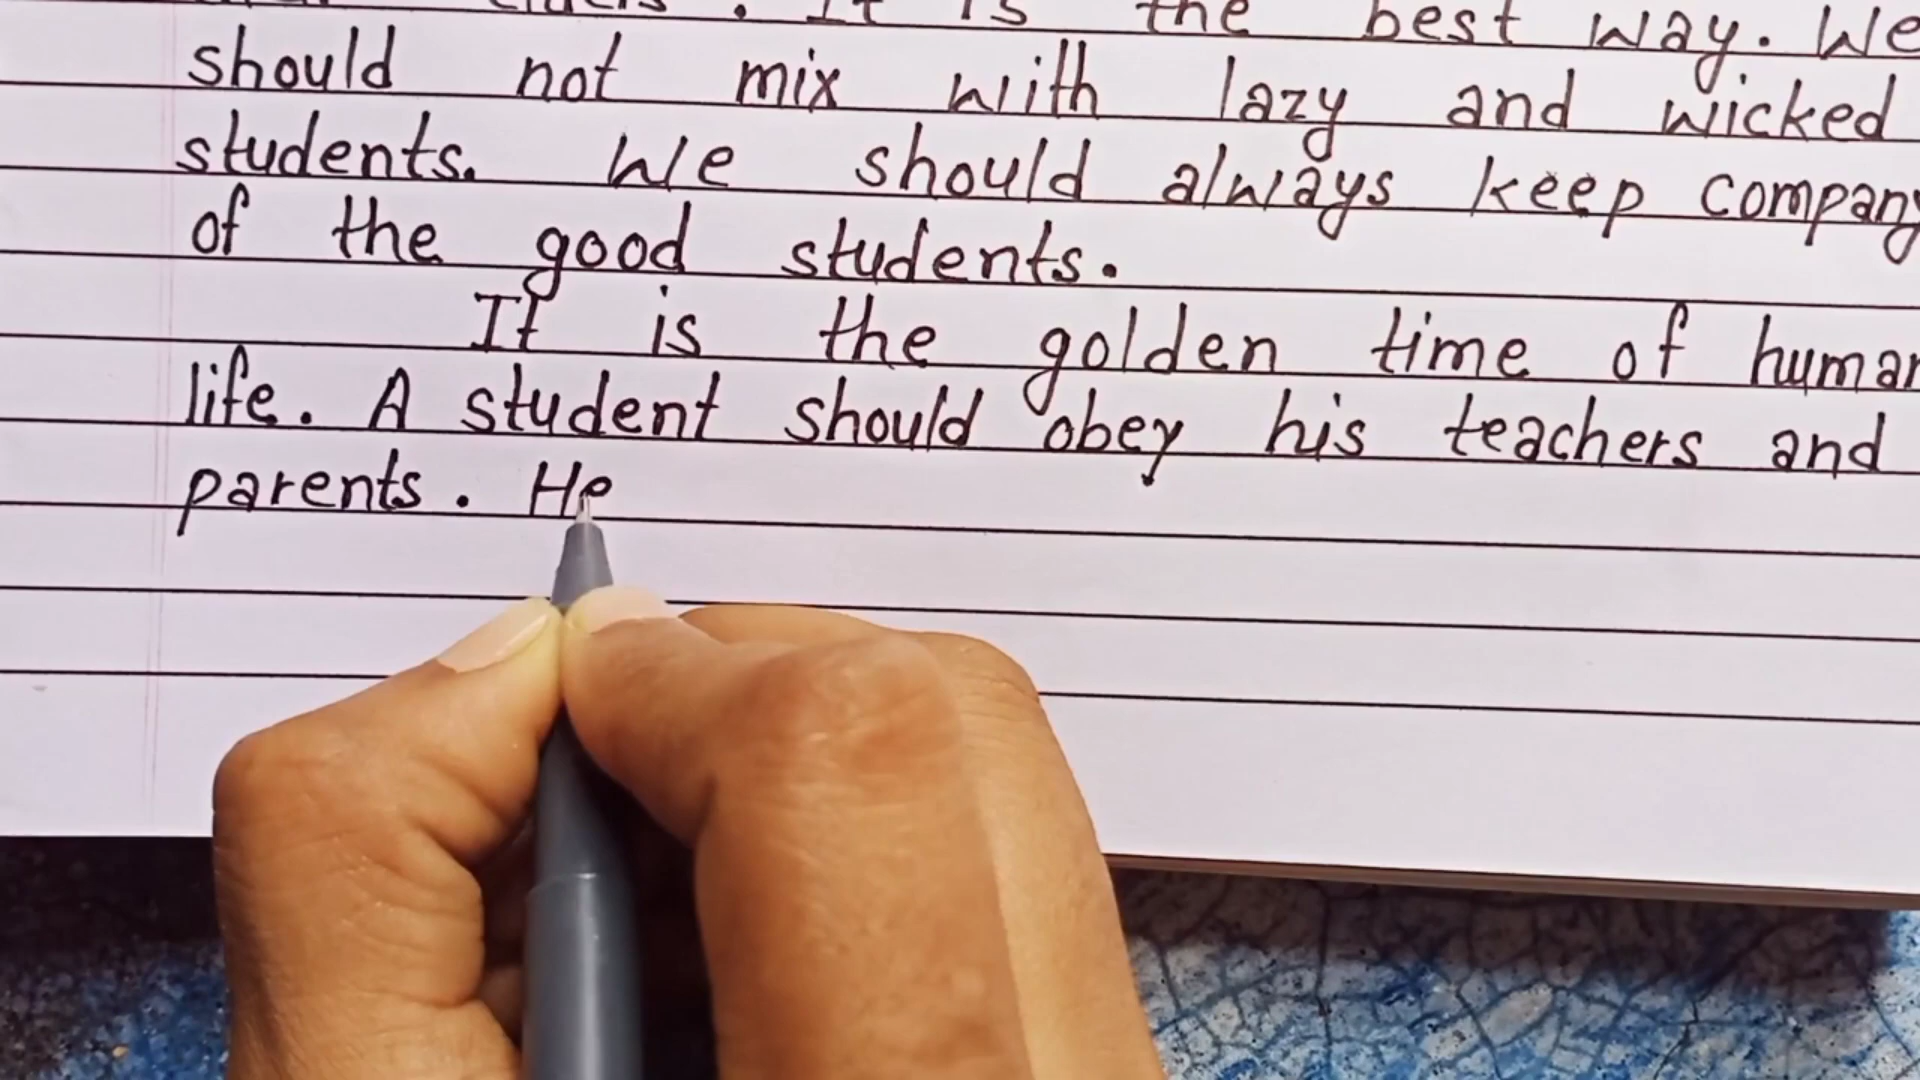 . It is the best way. We
should not mix with lazy and wicked
students. We should always keep company
of the good students.
It is the golden time of human
life. A student should obey his teachers and
parents. He